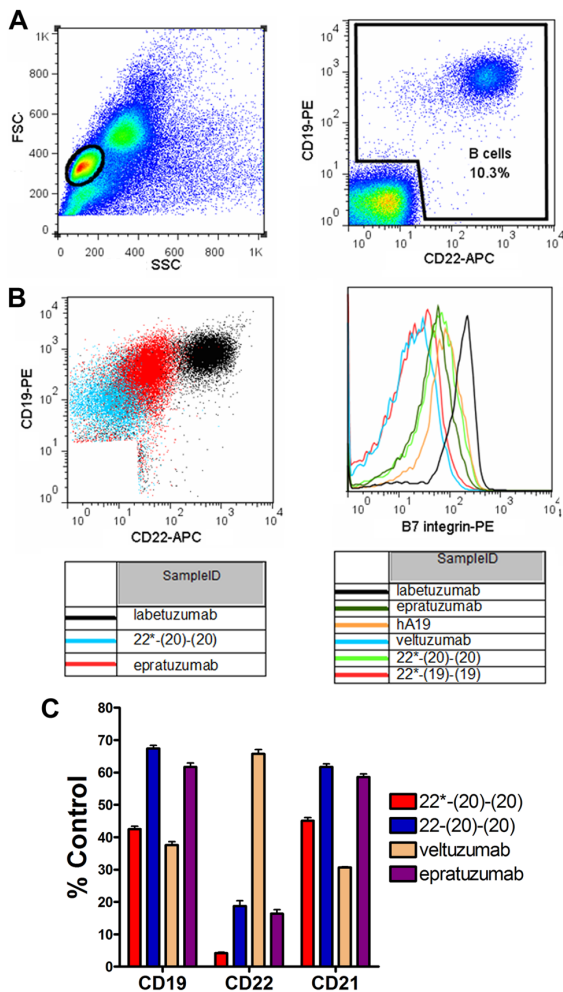 A
FSC
1K
800
600
400
200
0
0 200 400 600 800 1K
SSC
CD19-PE
10^4
10^3
10^2
10^1
10^0
B cells
10.3%
10^0 10^1 10^2 10^3 10^4
CD22-APC
B
CD19-PE
10^4
10^3
10^2
10^1
10^0
10^0 10^1 10^2 10^3 10^4
CD22-APC
10^0 10^1 10^2 10^3 10^4
B7 integrin-PE
SampleID
labetuzumab
22*-(20)-(20)
epratuzumab
SampleID
labetuzumab
epratuzumab
hA19
veltuzumab
22*-(20)-(20)
22*-(19)-(19)
C
% Control
80
70
60
50
40
30
20
10
0
CD19 CD22 CD21
22*-(20)-(20)
22-(20)-(20)
veltuzumab
epratuzumab